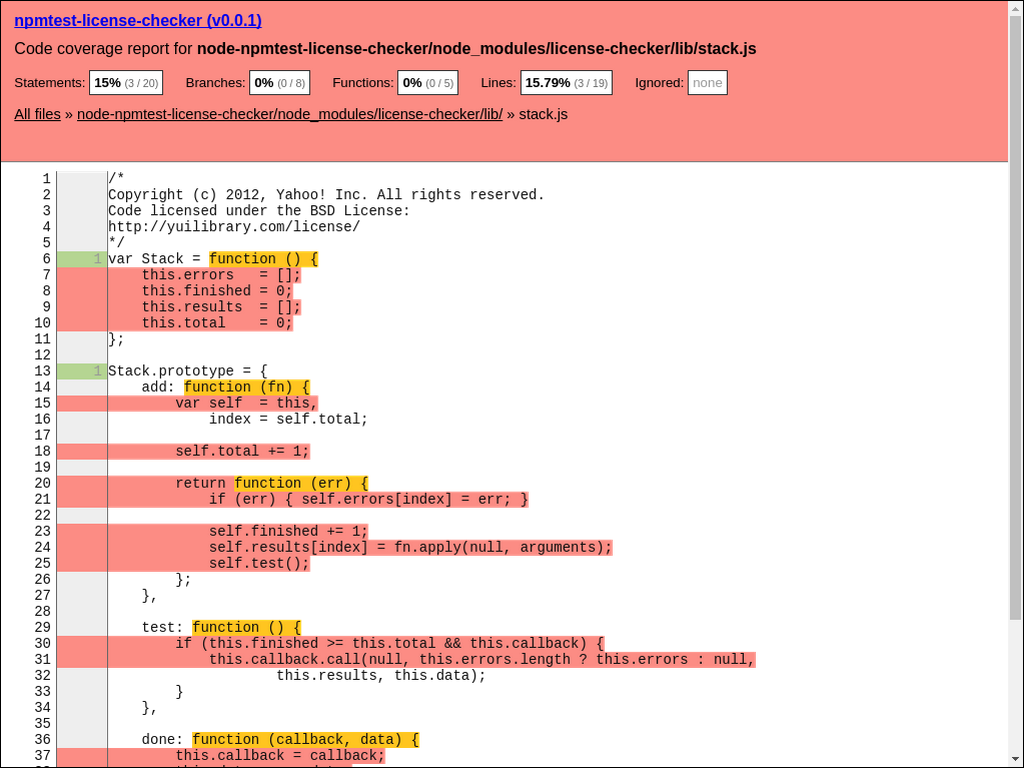 npmtest-license-checker (v0.0.1)
Code coverage report for node-npmtest-license-checker/node_modules/license-checker/lib/stack.js
Statements: 15% (3 / 20) Branches: 0% (0 / 8) Functions: 0% (0 / 5) Lines: 15.79% (3 / 19) Ignored: none
All files » node-npmtest-license-checker/node_modules/license-checker/lib/ » stack.js
1 /*
2 Copyright (c) 2012, Yahoo! Inc. All rights reserved.
3 Code licensed under the BSD License:
4 http://yuilibrary.com/license/
5 */
6 1 var Stack = function () {
7     this.errors   = [];
8     this.finished = 0;
9     this.results  = [];
10     this.total    = 0;
11 };
12
13 1 Stack.prototype = {
14     add: function (fn) {
15         var self  = this,
16             index = self.total;
17
18         self.total += 1;
19
20         return function (err) {
21             if (err) { self.errors[index] = err; }
22
23             self.finished += 1;
24             self.results[index] = fn.apply(null, arguments);
25             self.test();
26         };
27     },
28
29     test: function () {
30         if (this.finished >= this.total && this.callback) {
31             this.callback.call(null, this.errors.length ? this.errors : null,
32                     this.results, this.data);
33         }
34     },
35
36     done: function (callback, data) {
37         this.callback = callback;